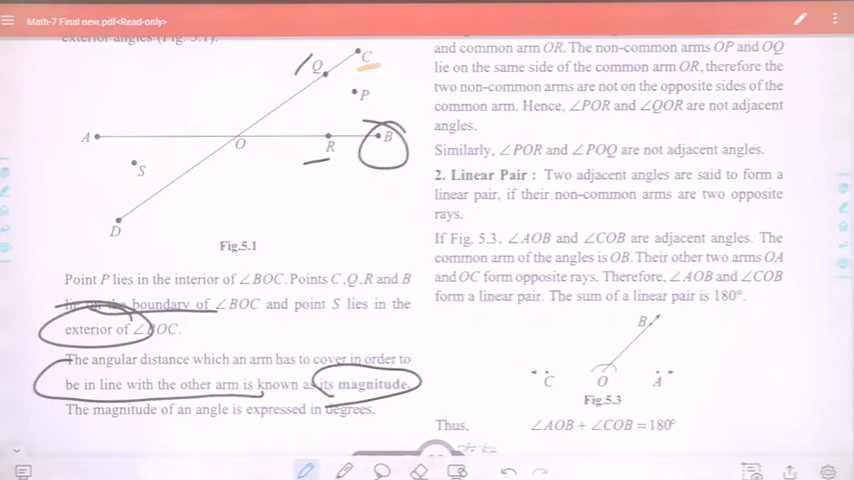 Math-7 Final new.pdf<Read-only>
exterior angles (Fig. 5.1).
C
Q
P
A
O
R
B
S
D
Fig.5.1
Point P lies in the interior of ∠BOC. Points C, Q, R and B
lie on the boundary of ∠BOC and point S lies in the
exterior of ∠BOC.
The angular distance which an arm has to cover in order to
be in line with the other arm is known as its magnitude.
The magnitude of an angle is expressed in degrees.
and common arm OR. The non-common arms OP and OQ
lie on the same side of the common arm OR, therefore the
two non-common arms are not on the opposite sides of the
common arm. Hence, ∠POR and ∠QOR are not adjacent
angles.
Similarly, ∠POR and ∠POQ are not adjacent angles.
2. Linear Pair : Two adjacent angles are said to form a
linear pair, if their non-common arms are two opposite
rays.
If Fig. 5.3, ∠AOB and ∠COB are adjacent angles. The
common arm of the angles is OB. Their other two arms OA
and OC form opposite rays. Therefore, ∠AOB and ∠COB
form a linear pair. The sum of a linear pair is 180°.
B
C O A
Fig.5.3
Thus, ∠AOB + ∠COB = 180°